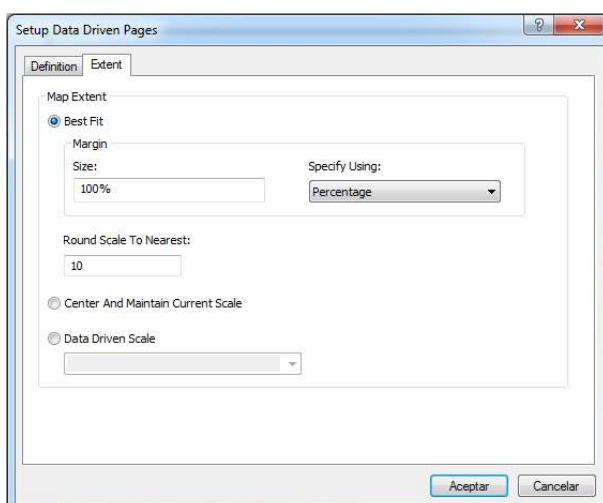 Setup Data Driven Pages
Definition Extent
Map Extent
Best Fit
Margin
Size: Specify Using:
100% Percentage
Round Scale To Nearest:
10
Center And Maintain Current Scale
Data Driven Scale
Aceptar Cancelar